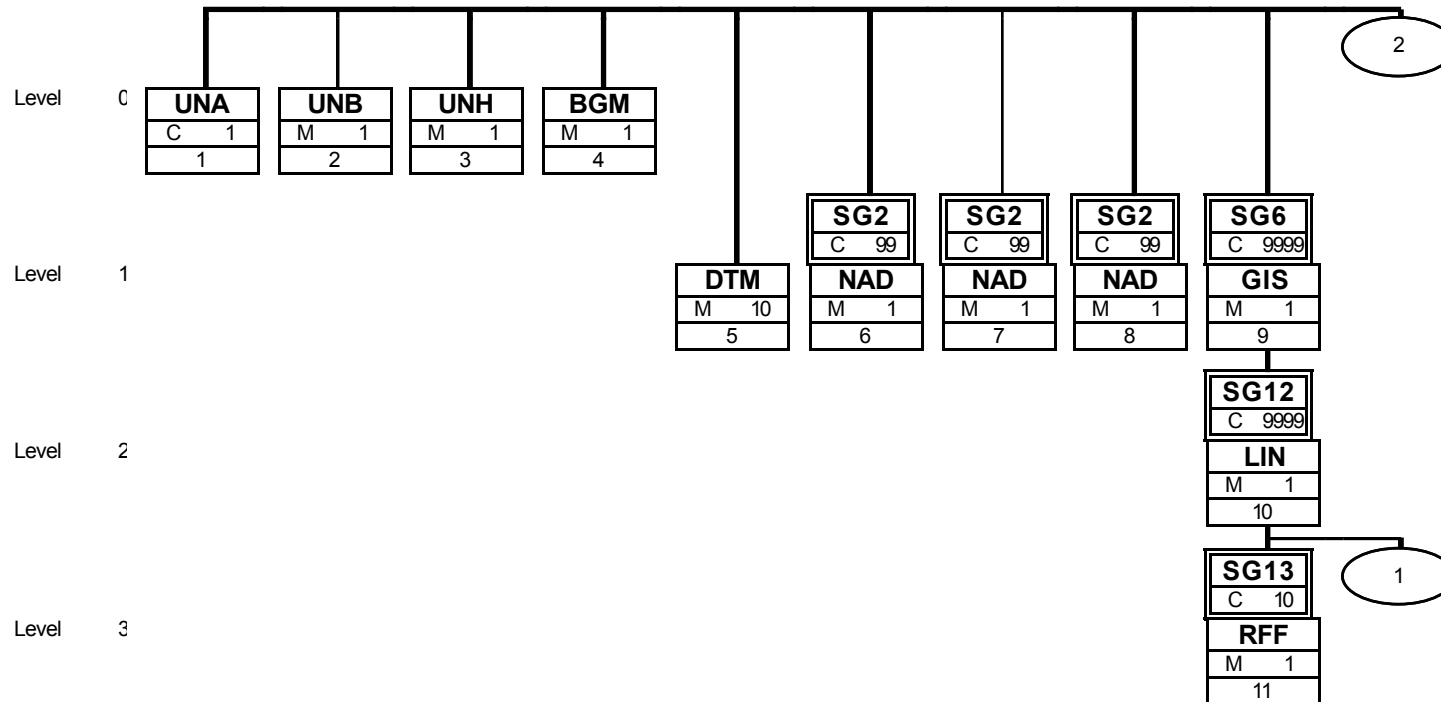 2
Level 0
UNA UNB UNH BGM
C 1 M 1 M 1 M 1
1 2 3 4
SG2 SG2 SG2 SG6
C 99 C 99 C 99 C 9999
Level 1
DTM NAD NAD NAD GIS
M 10 M 1 M 1 M 1 M 1
5 6 7 8 9
SG12
C 9999
Level 2
LIN
M 1
10
SG13 1
C 10
Level 3
RFF
M 1
11